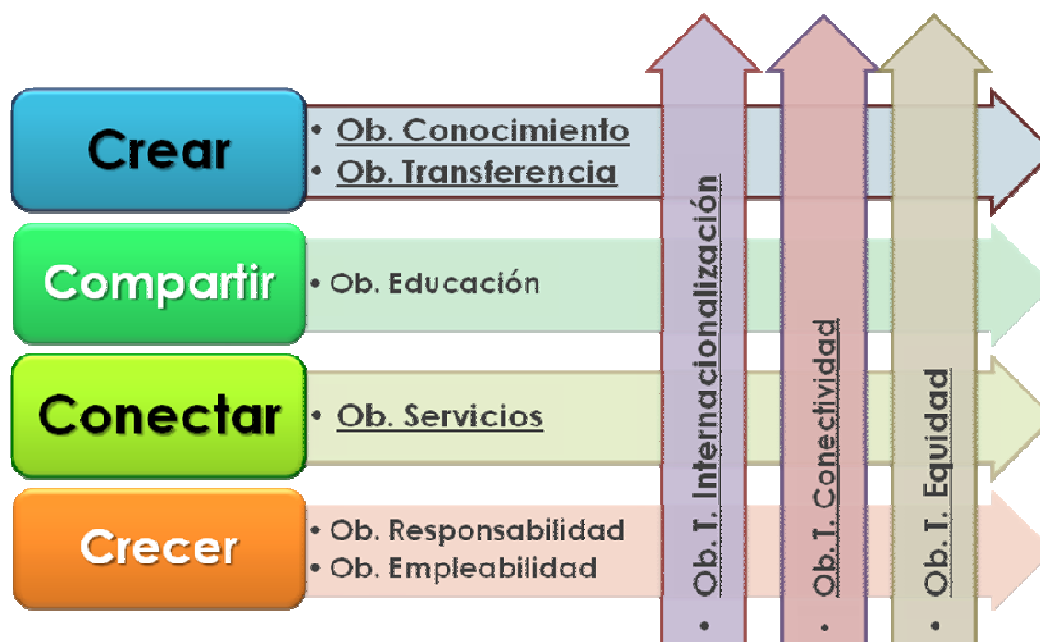 Crear
• Ob. Conocimiento
• Ob. Transferencia
Compartir
• Ob. Educación
Conectar
• Ob. Servicios
Crecer
• Ob. Responsabilidad
• Ob. Empleabilidad
• Ob. T. Internacionalización
• Ob. T. Conectividad
• Ob. T. Equidad